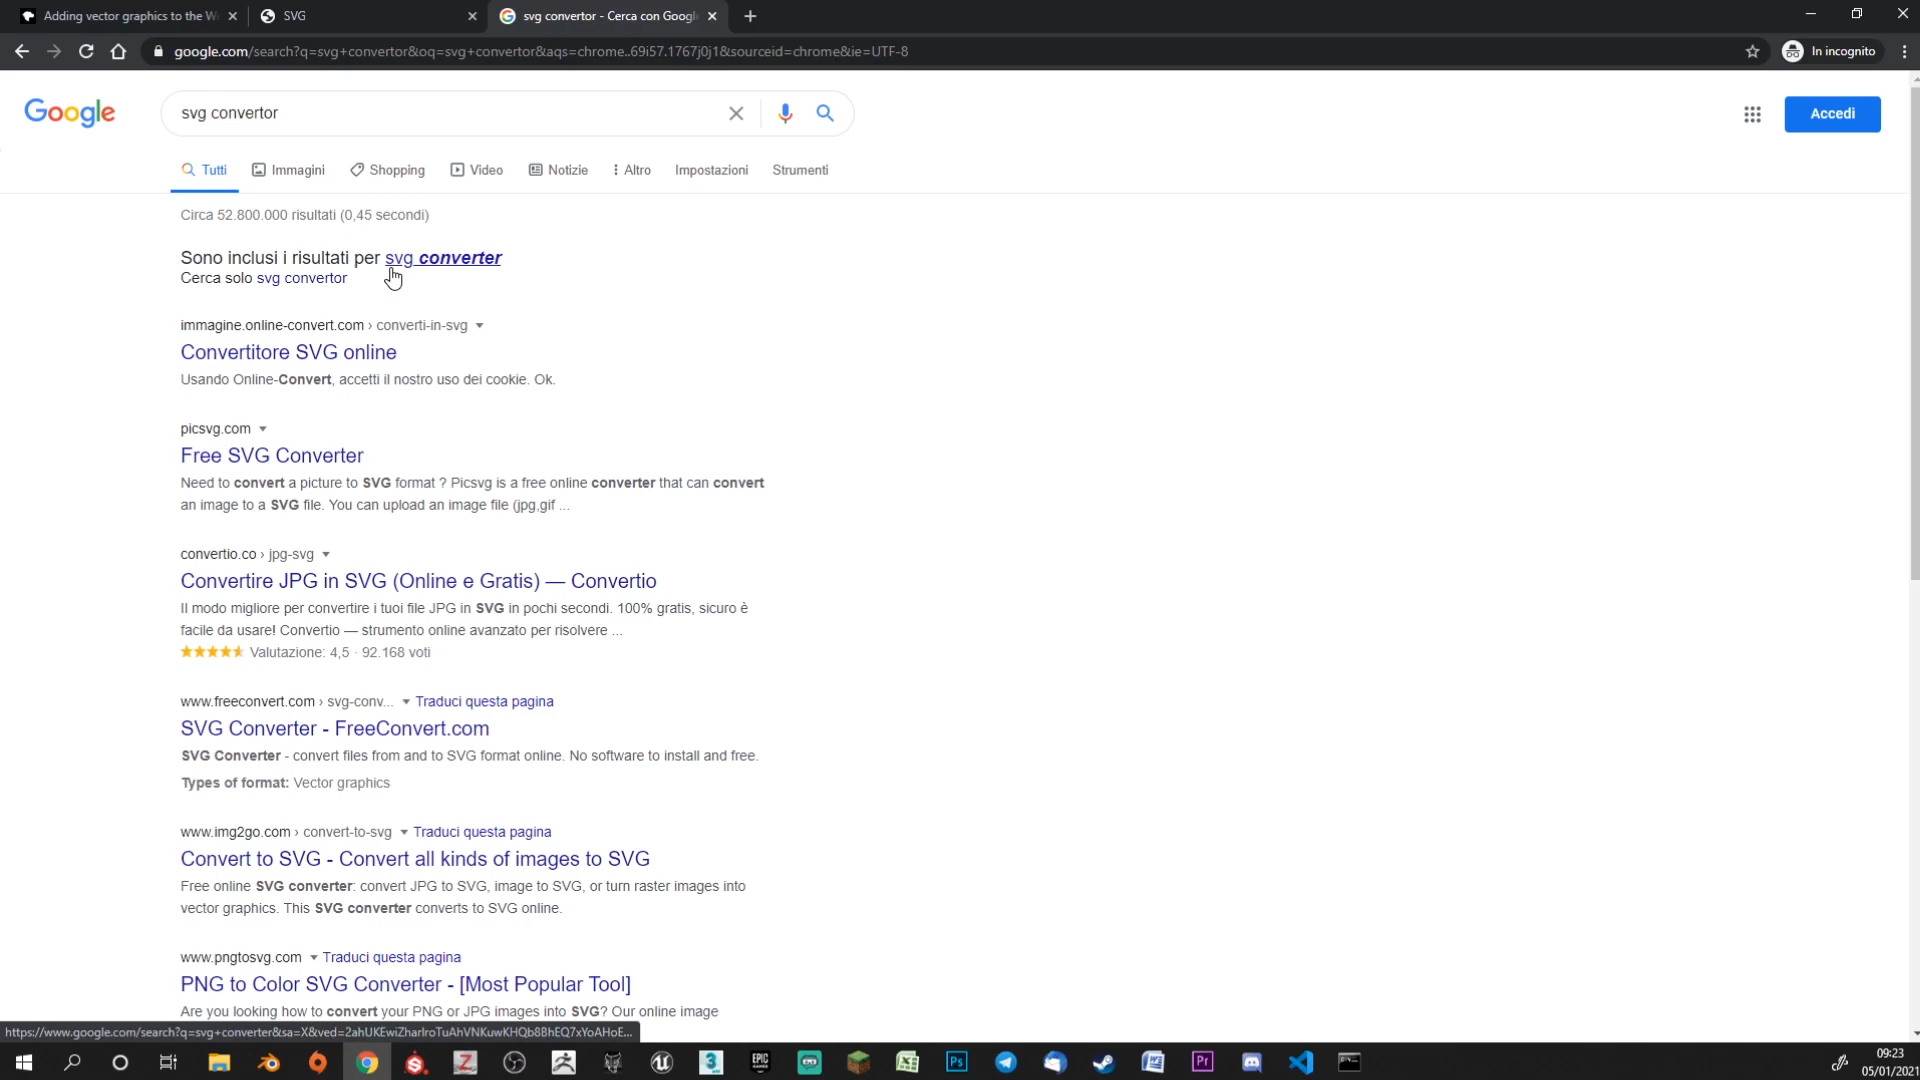 Adding vector graphics to the W
SVG
svg convertor - Cerca con Googl
google.com/search?q=svg+convertor&oq=svg+convertor&aqs=chrome..69i57.1767j0j1&sourceid=chrome&ie=UTF-8
In incognito
Google
svg convertor
Accedi
Tutti
Immagini
Shopping
Video
Notizie
Altro
Impostazioni
Strumenti
Circa 52.800.000 risultati (0,45 secondi)
Sono inclusi i risultati per svg converter
Cerca solo svg convertor
immagine.online-convert.com › converti-in-svg
Convertitore SVG online
Usando Online-Convert, accetti il nostro uso dei cookie. Ok.
picsvg.com
Free SVG Converter
Need to convert a picture to SVG format ? Picsvg is a free online converter that can convert
an image to a SVG file. You can upload an image file (jpg,gif ...
convertio.co › jpg-svg
Convertire JPG in SVG (Online e Gratis) — Convertio
Il modo migliore per convertire i tuoi file JPG in SVG in pochi secondi. 100% gratis, sicuro è
facile da usare! Convertio — strumento online avanzato per risolvere ...
Valutazione: 4,5 · 92.168 voti
www.freeconvert.com › svg-conv... Traduci questa pagina
SVG Converter - FreeConvert.com
SVG Converter - convert files from and to SVG format online. No software to install and free.
Types of format: Vector graphics
www.img2go.com › convert-to-svg Traduci questa pagina
Convert to SVG - Convert all kinds of images to SVG
Free online SVG converter: convert JPG to SVG, image to SVG, or turn raster images into
vector graphics. This SVG converter converts to SVG online.
www.pngtosvg.com Traduci questa pagina
PNG to Color SVG Converter - [Most Popular Tool]
Are you looking how to convert your PNG or JPG images into SVG? Our online image
09:23
05/01/2021